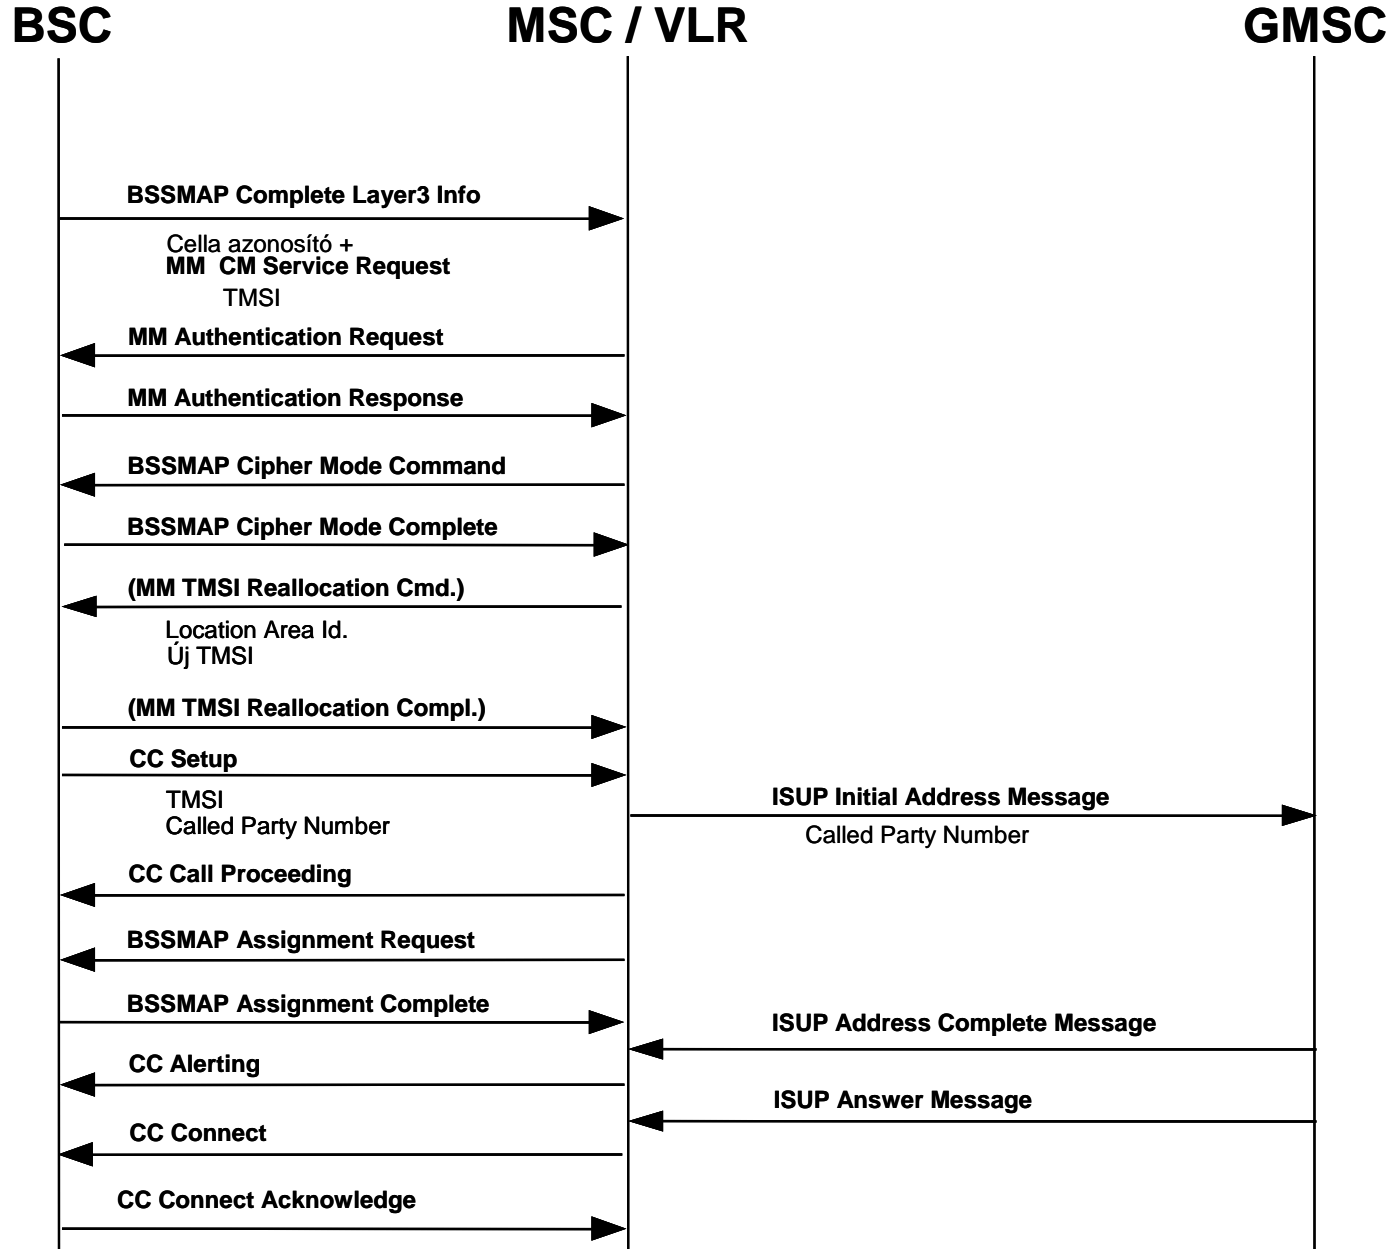 BSC MSC / VLR GMSC
BSSMAP Complete Layer3 Info
Cella azonosító +
MM CM Service Request
TMSI
MM Authentication Request
MM Authentication Response
BSSMAP Cipher Mode Command
BSSMAP Cipher Mode Complete
(MM TMSI Reallocation Cmd.)
Location Area Id.
Új TMSI
(MM TMSI Reallocation Compl.)
CC Setup
TMSI
Called Party Number
ISUP Initial Address Message
Called Party Number
CC Call Proceeding
BSSMAP Assignment Request
BSSMAP Assignment Complete
ISUP Address Complete Message
CC Alerting
ISUP Answer Message
CC Connect
CC Connect Acknowledge